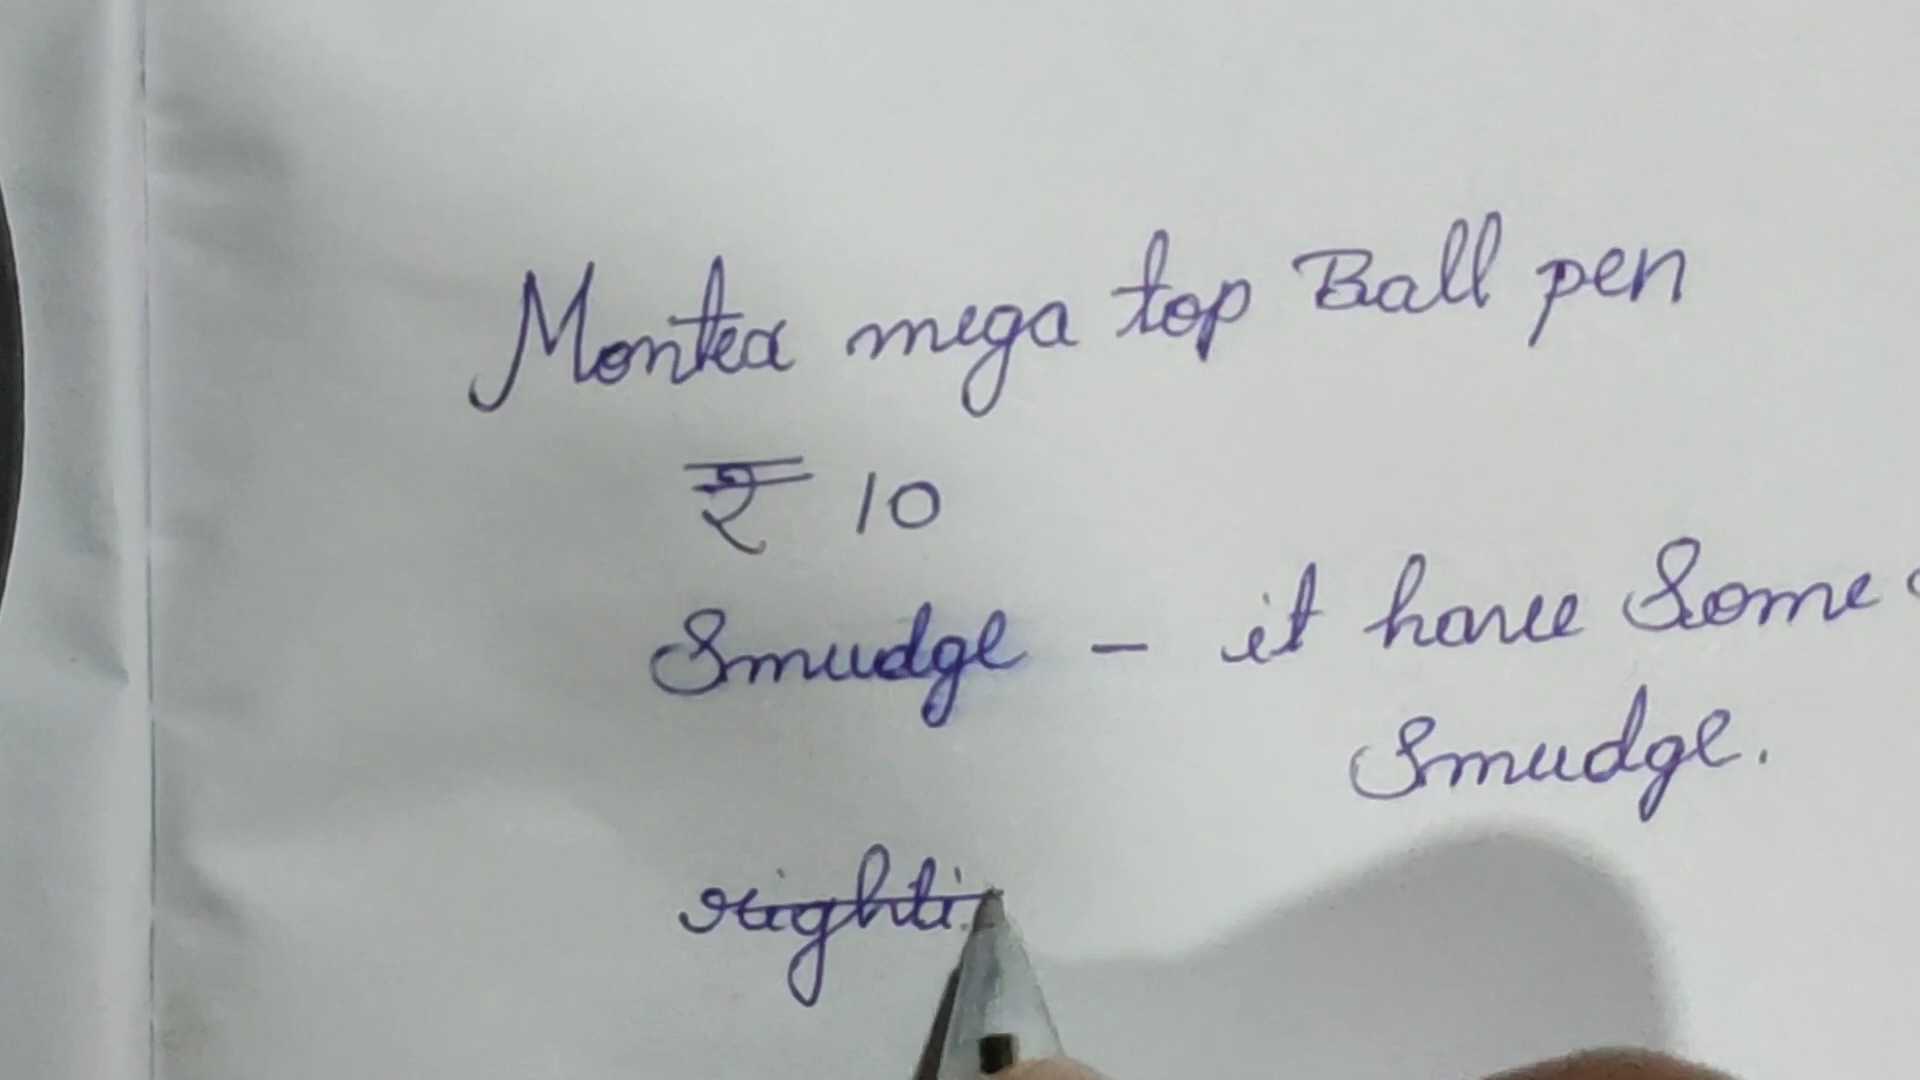 Montex mega top Ball pen
₹ 10
Smudge - it have Some
Smudge.
righti